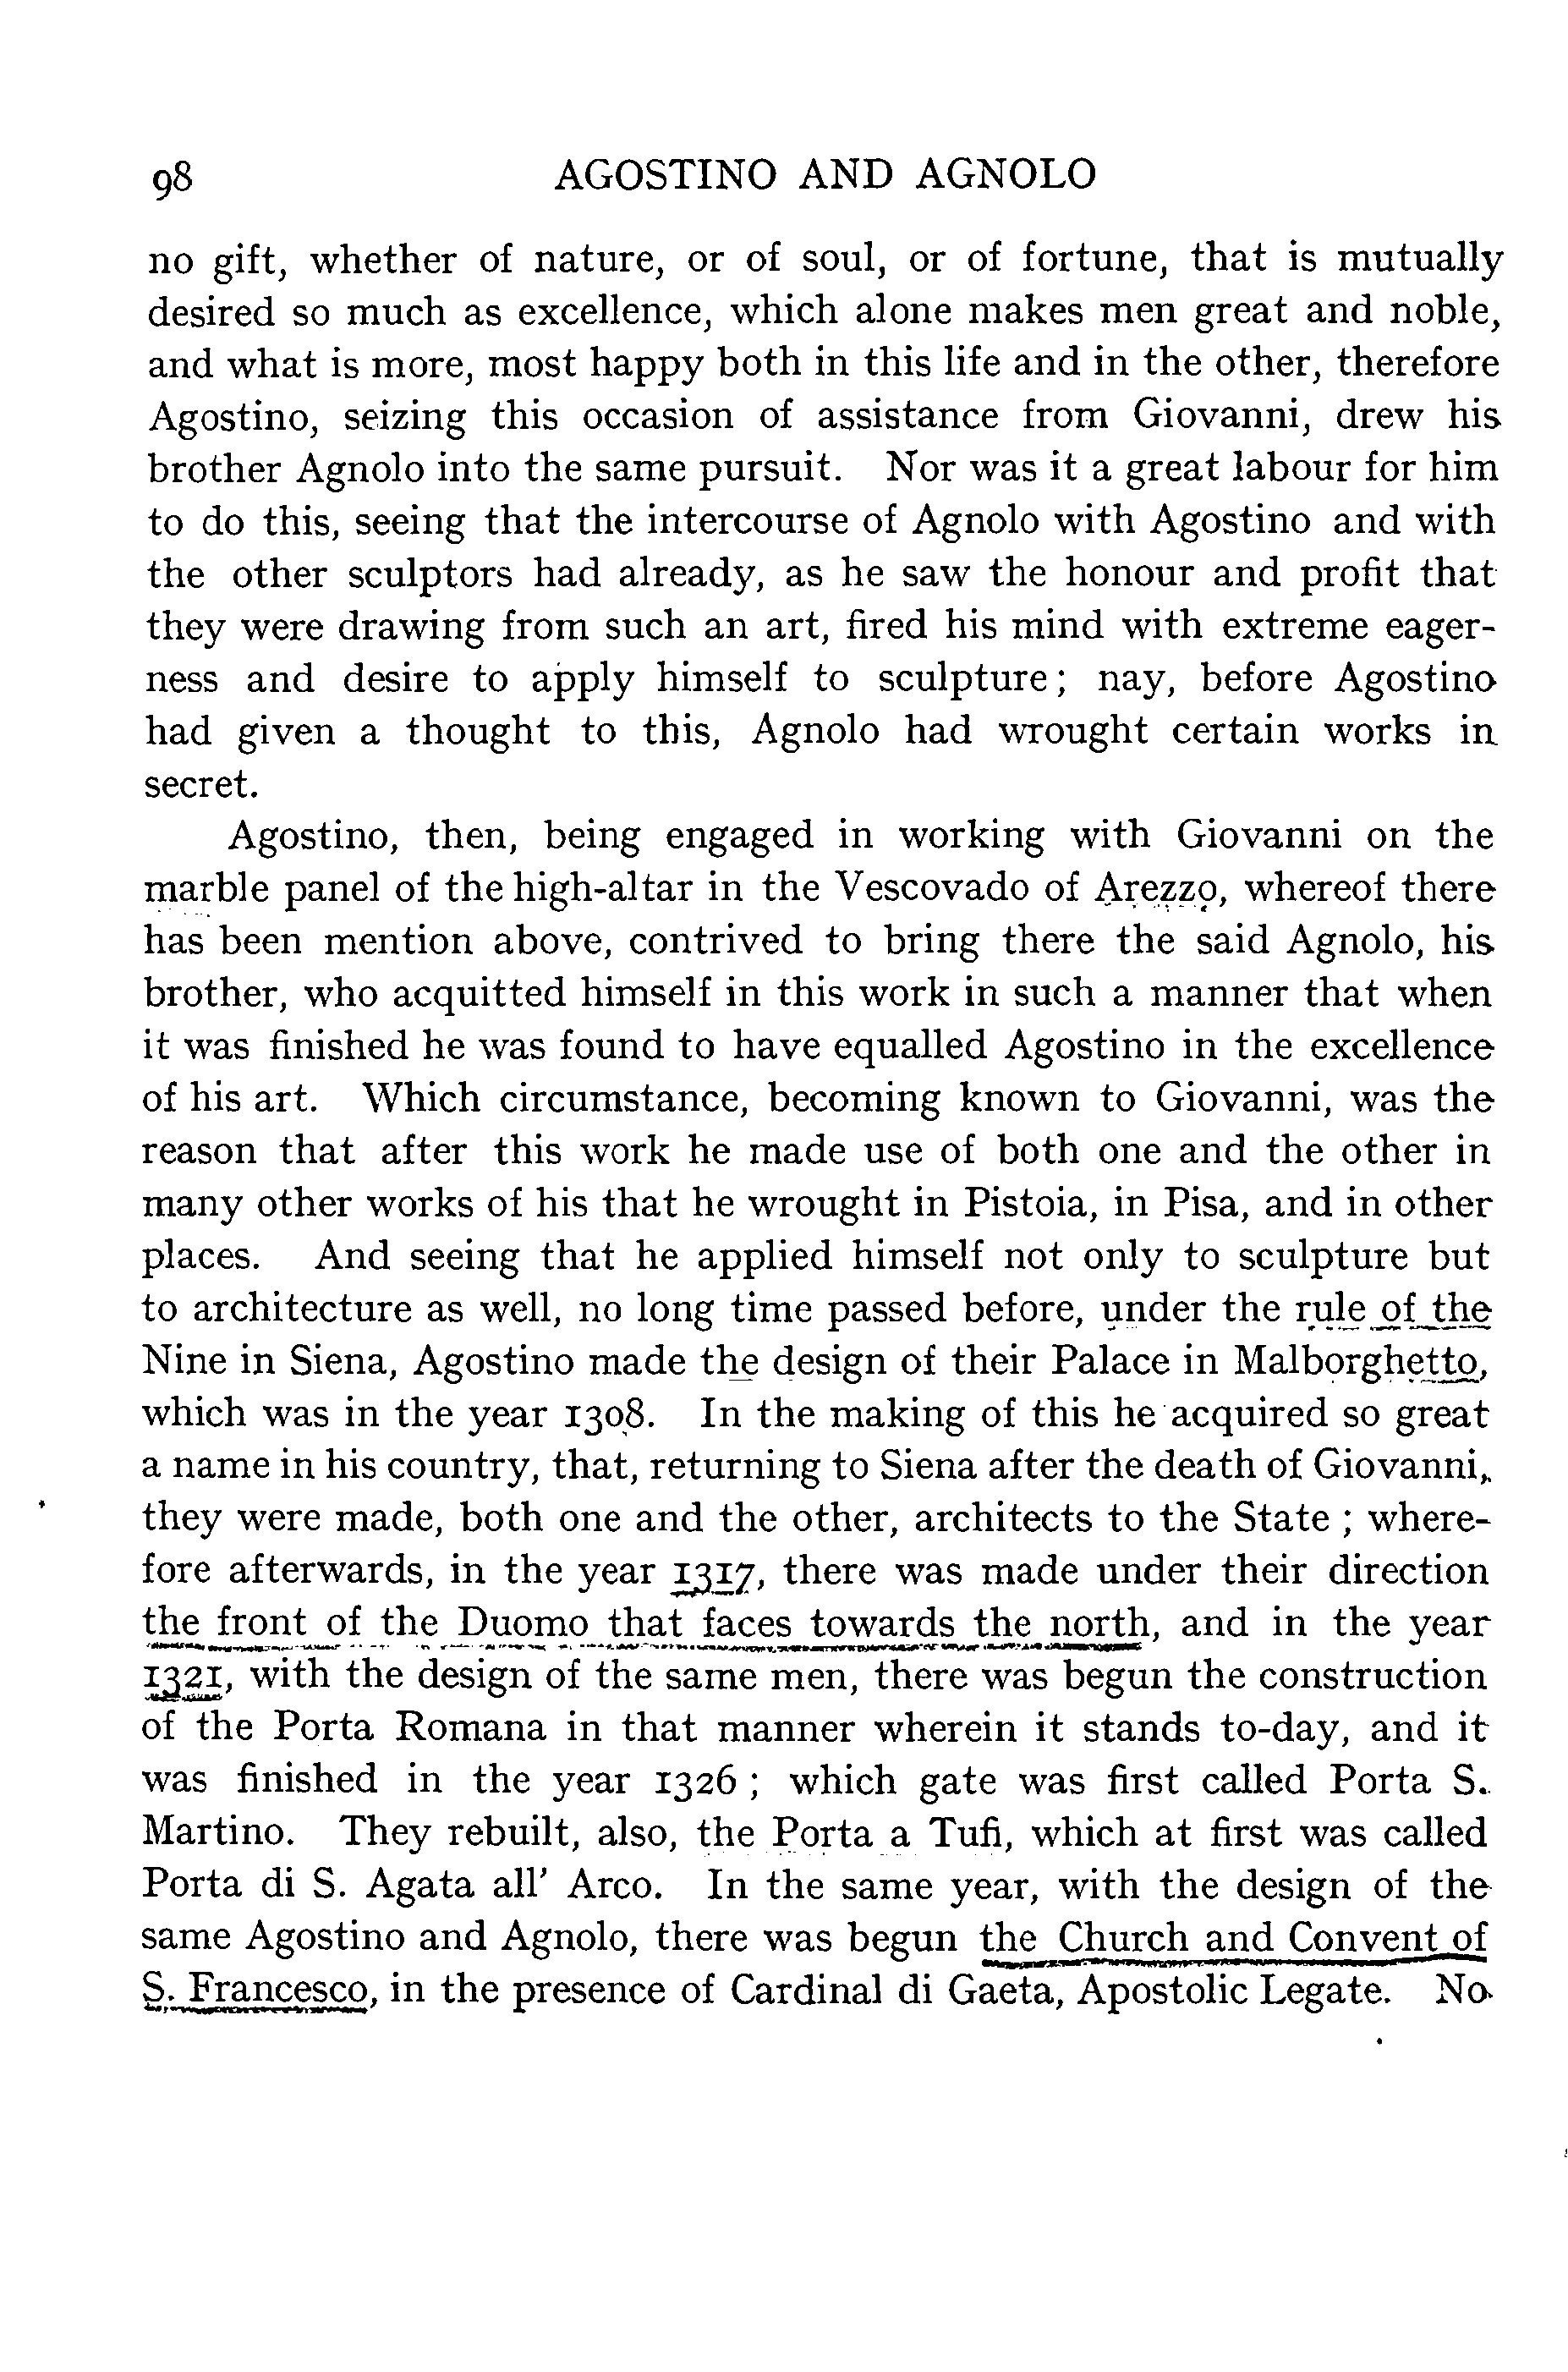 98 AGOSTINO AND AGNOLO
no gift, whether of nature, or of soul, or of fortune, that is mutually
desired so much as excellence, which alone makes men great and noble,
and what is more, most happy both in this life and in the other, therefore
Agostino, seizing this occasion of assistance from Giovanni, drew his
brother Agnolo into the same pursuit. Nor was it a great labour for him
to do this, seeing that the intercourse of Agnolo with Agostino and with
the other sculptors had already, as he saw the honour and profit that
they were drawing from such an art, fired his mind with extreme eager-
ness and desire to apply himself to sculpture; nay, before Agostino
had given a thought to this, Agnolo had wrought certain works in
secret.
Agostino, then, being engaged in working with Giovanni on the
marble panel of the high-altar in the Vescovado of Arezzo, whereof there
has been mention above, contrived to bring there the said Agnolo, his
brother, who acquitted himself in this work in such a manner that when
it was finished he was found to have equalled Agostino in the excellence
of his art. Which circumstance, becoming known to Giovanni, was the
reason that after this work he made use of both one and the other in
many other works of his that he wrought in Pistoia, in Pisa, and in other
places. And seeing that he applied himself not only to sculpture but
to architecture as well, no long time passed before, under the rule of the
Nine in Siena, Agostino made the design of their Palace in Malborghetto,
which was in the year 1308. In the making of this he acquired so great
a name in his country, that, returning to Siena after the death of Giovanni,
they were made, both one and the other, architects to the State; where-
fore afterwards, in the year 1317, there was made under their direction
the front of the Duomo that faces towards the north, and in the year
1321, with the design of the same men, there was begun the construction
of the Porta Romana in that manner wherein it stands to-day, and it
was finished in the year 1326; which gate was first called Porta S.
Martino. They rebuilt, also, the Porta a Tufi, which at first was called
Porta di S. Agata all' Arco. In the same year, with the design of the
same Agostino and Agnolo, there was begun the Church and Convent of
S. Francesco, in the presence of Cardinal di Gaeta, Apostolic Legate. No